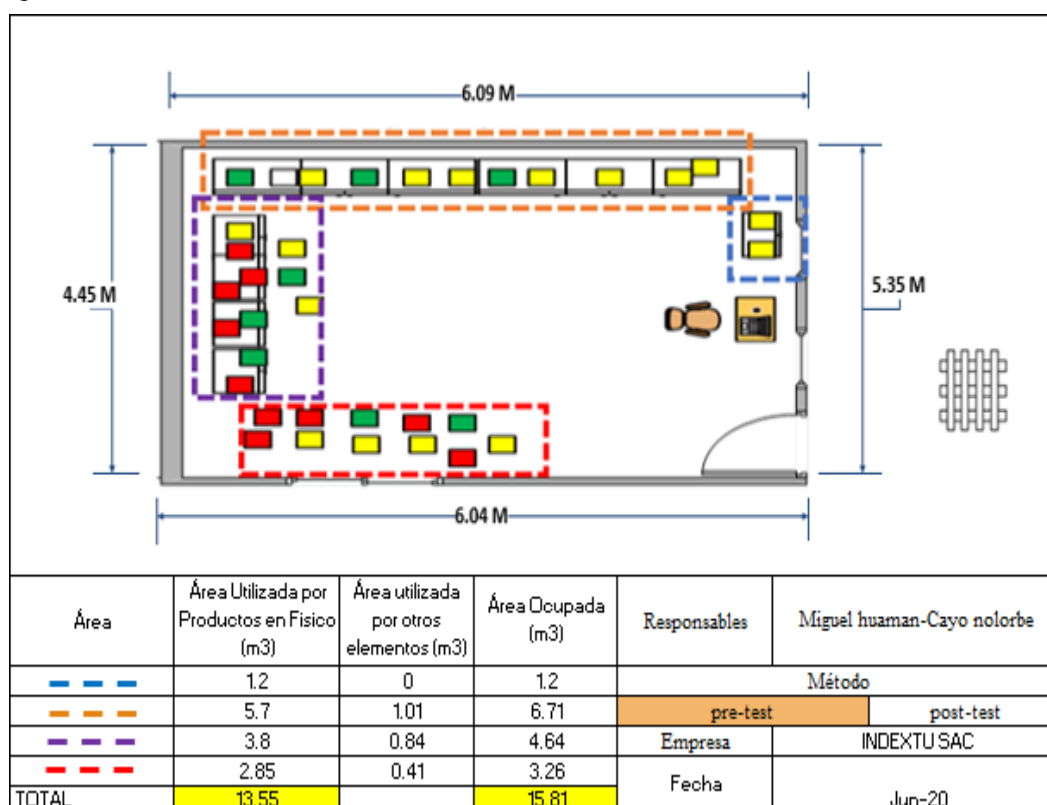 6.09 M
4.45 M
5.35 M
6.04 M
Área
Área Utilizada por
Productos en Fisico
(m3)
Área utilizada
por otros
elementos (m3)
Área Ocupada
(m3)
Responsables
Miguel huaman-Cayo nolorbe
1.2
0
1.2
Método
5.7
1.01
6.71
pre-test
post-test
3.8
0.84
4.64
Empresa
INDEXTU SAC
2.85
0.41
3.26
Fecha
Jun-20
TOTAL
13.55
15.81